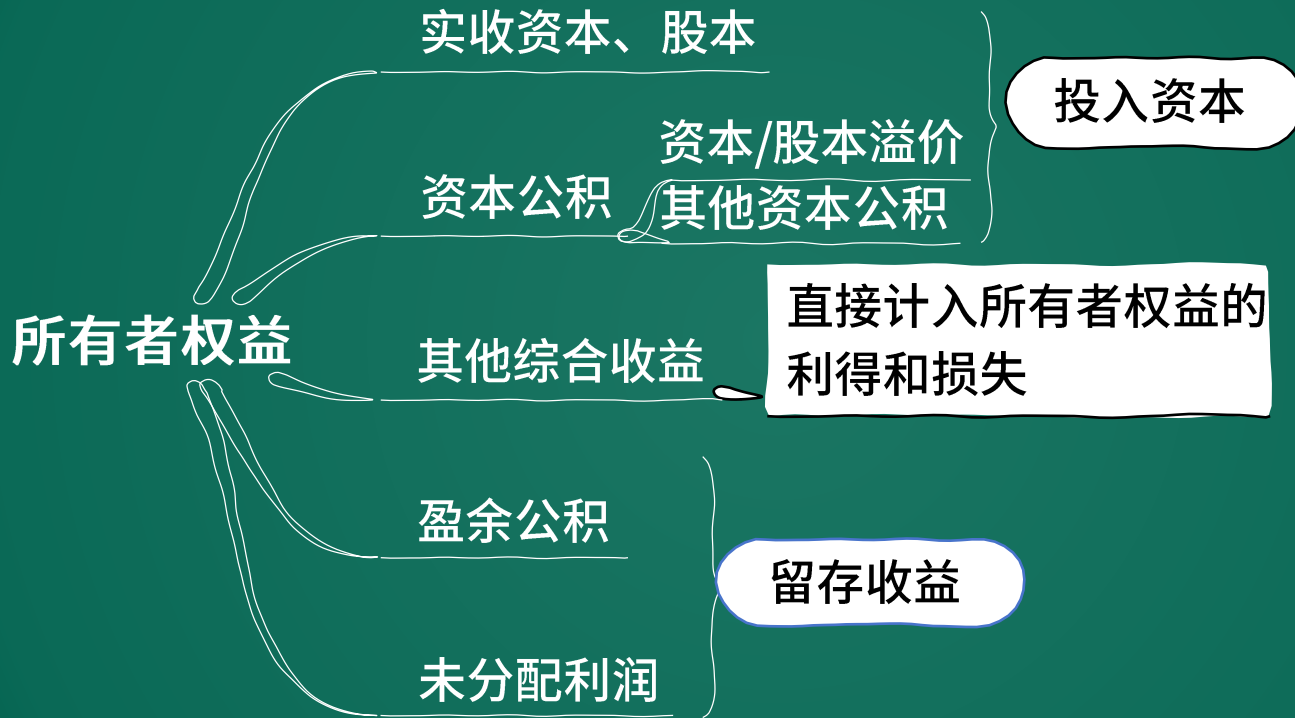 实收资本、股本
投入资本
资本/股本溢价
资本公积
其他资本公积
直接计入所有者权益的
利得和损失
所有者权益
其他综合收益
盈余公积
留存收益
未分配利润